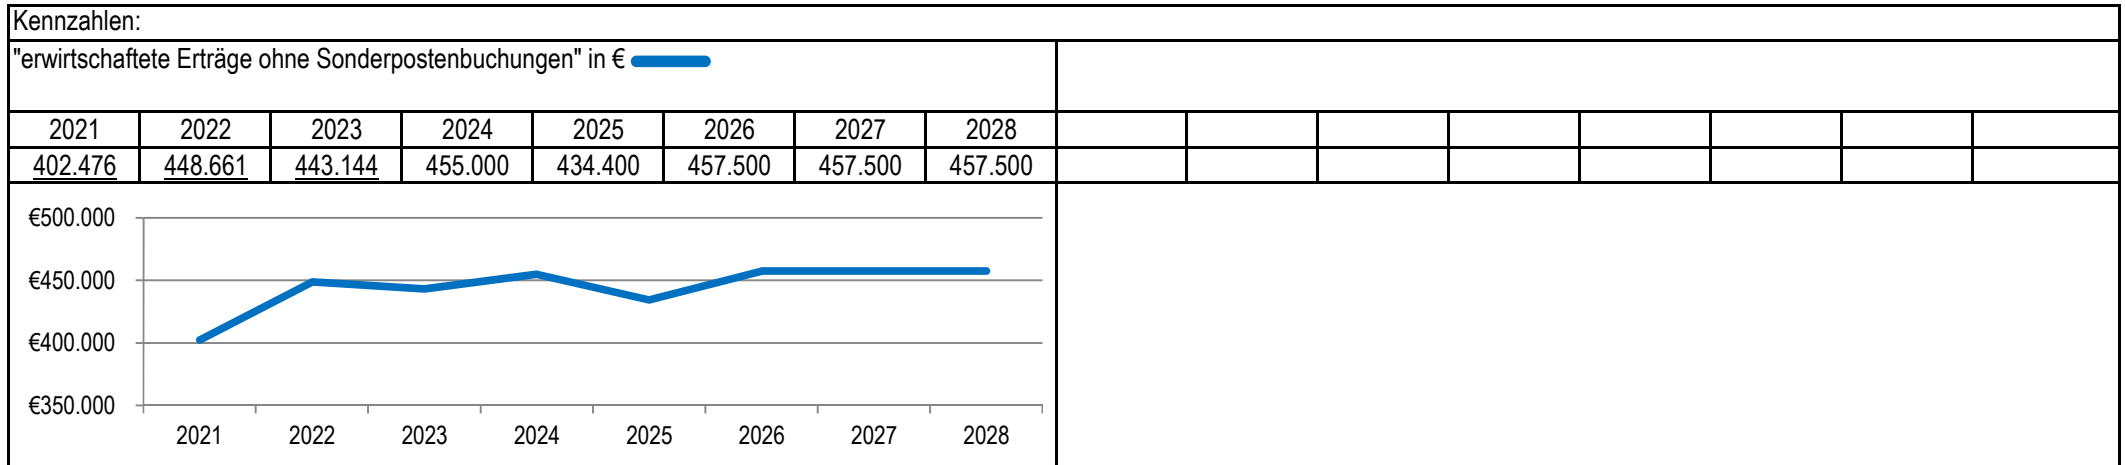 Kennzahlen:
"erwirtschaftete Erträge ohne Sonderpostenbuchungen" in €
2021 2022 2023 2024 2025 2026 2027 2028
402.476 448.661 443.144 455.000 434.400 457.500 457.500 457.500
€500.000
€450.000
€400.000
€350.000
2021 2022 2023 2024 2025 2026 2027 2028